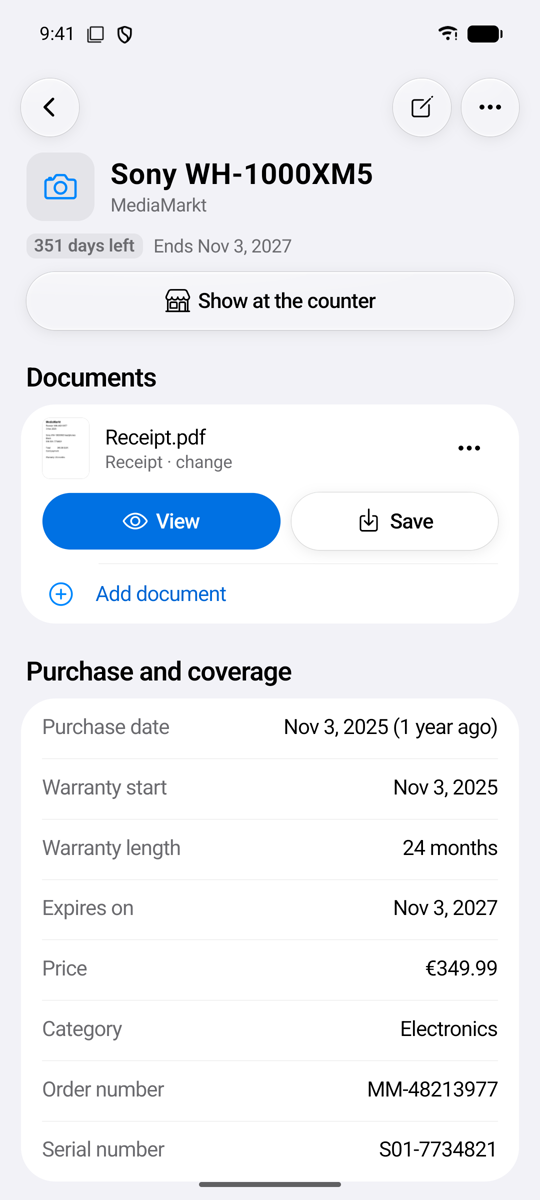 9:41
Sony WH-1000XM5
MediaMarkt
351 days left Ends Nov 3, 2027
Show at the counter
Documents
Receipt.pdf
Receipt · change
View Save
Add document
Purchase and coverage
Purchase date Nov 3, 2025 (1 year ago)
Warranty start Nov 3, 2025
Warranty length 24 months
Expires on Nov 3, 2027
Price €349.99
Category Electronics
Order number MM-48213977
Serial number S01-7734821